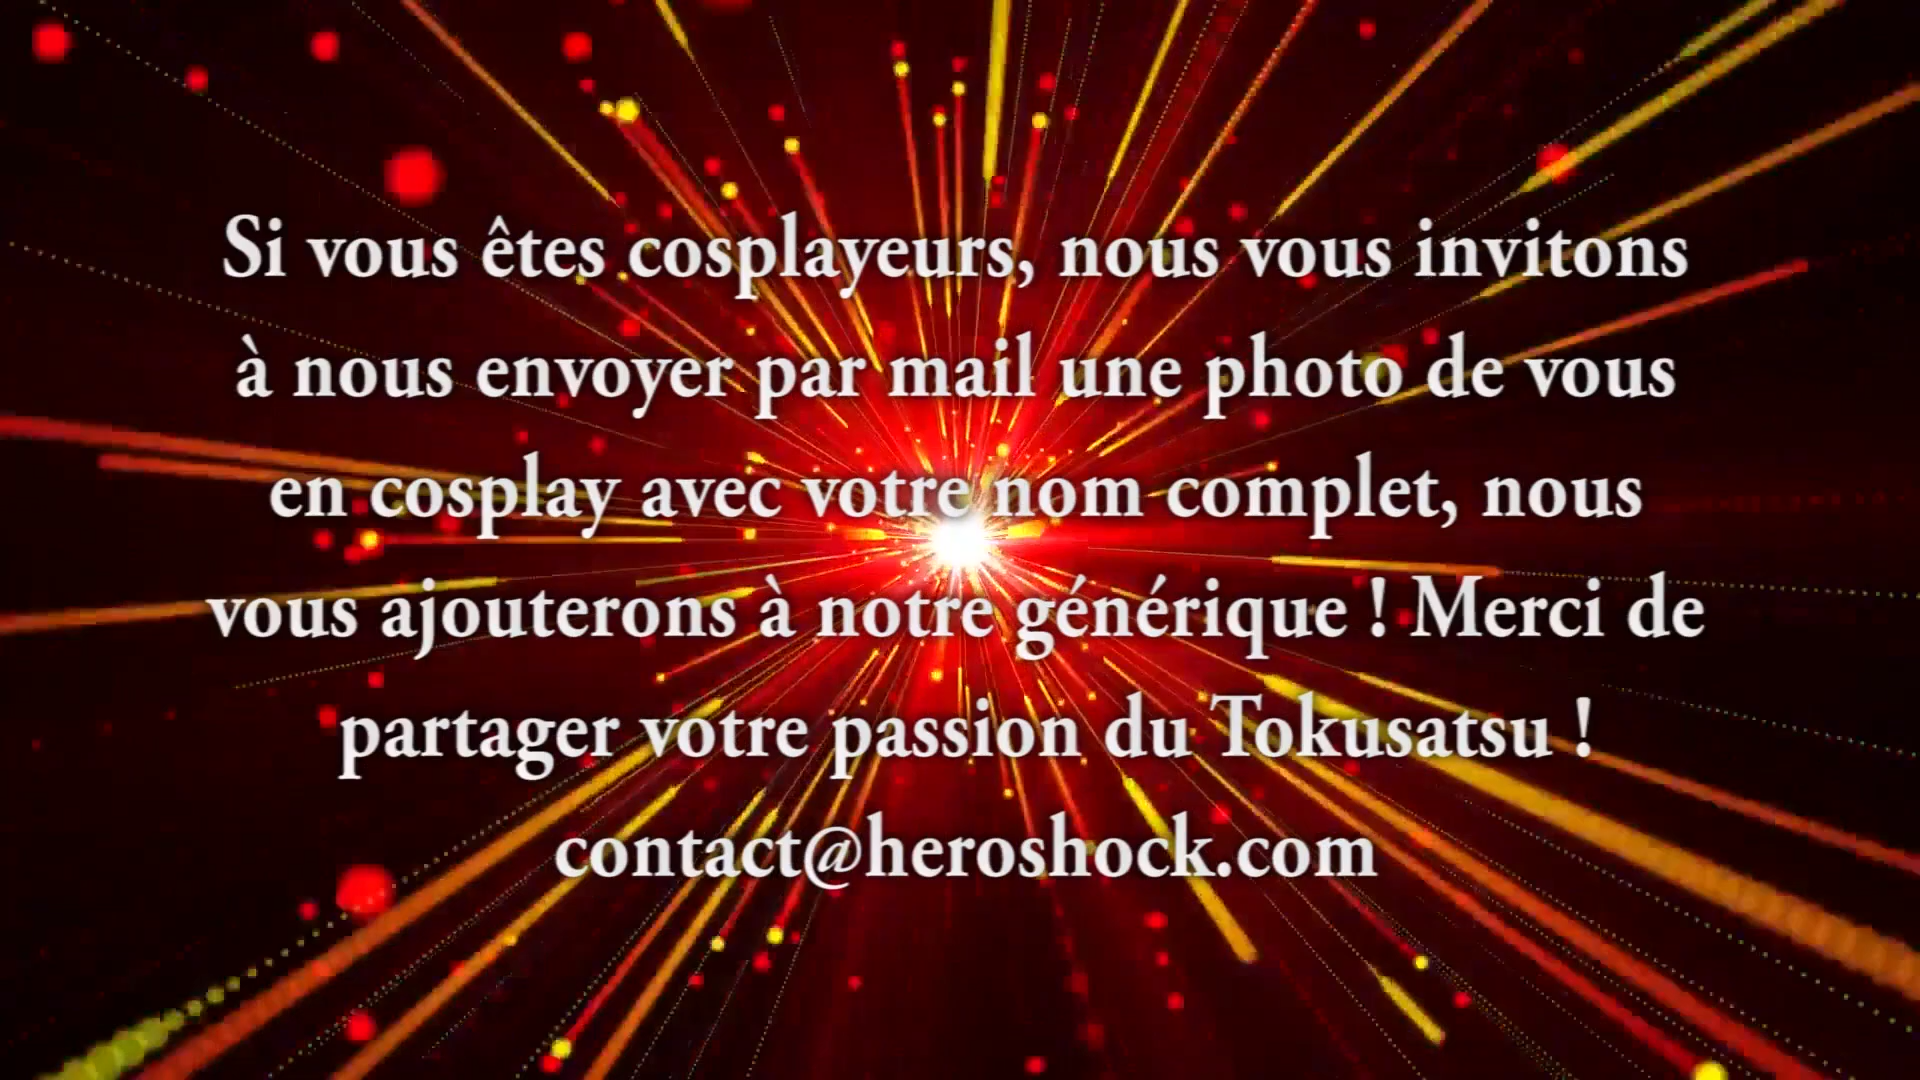 Si vous êtes cosplayeurs, nous vous invitons
à nous envoyer par mail une photo de vous
en cosplay avec votre nom complet, nous
vous ajouterons à notre générique ! Merci de
partager votre passion du Tokusatsu !
contact@heroshock.com